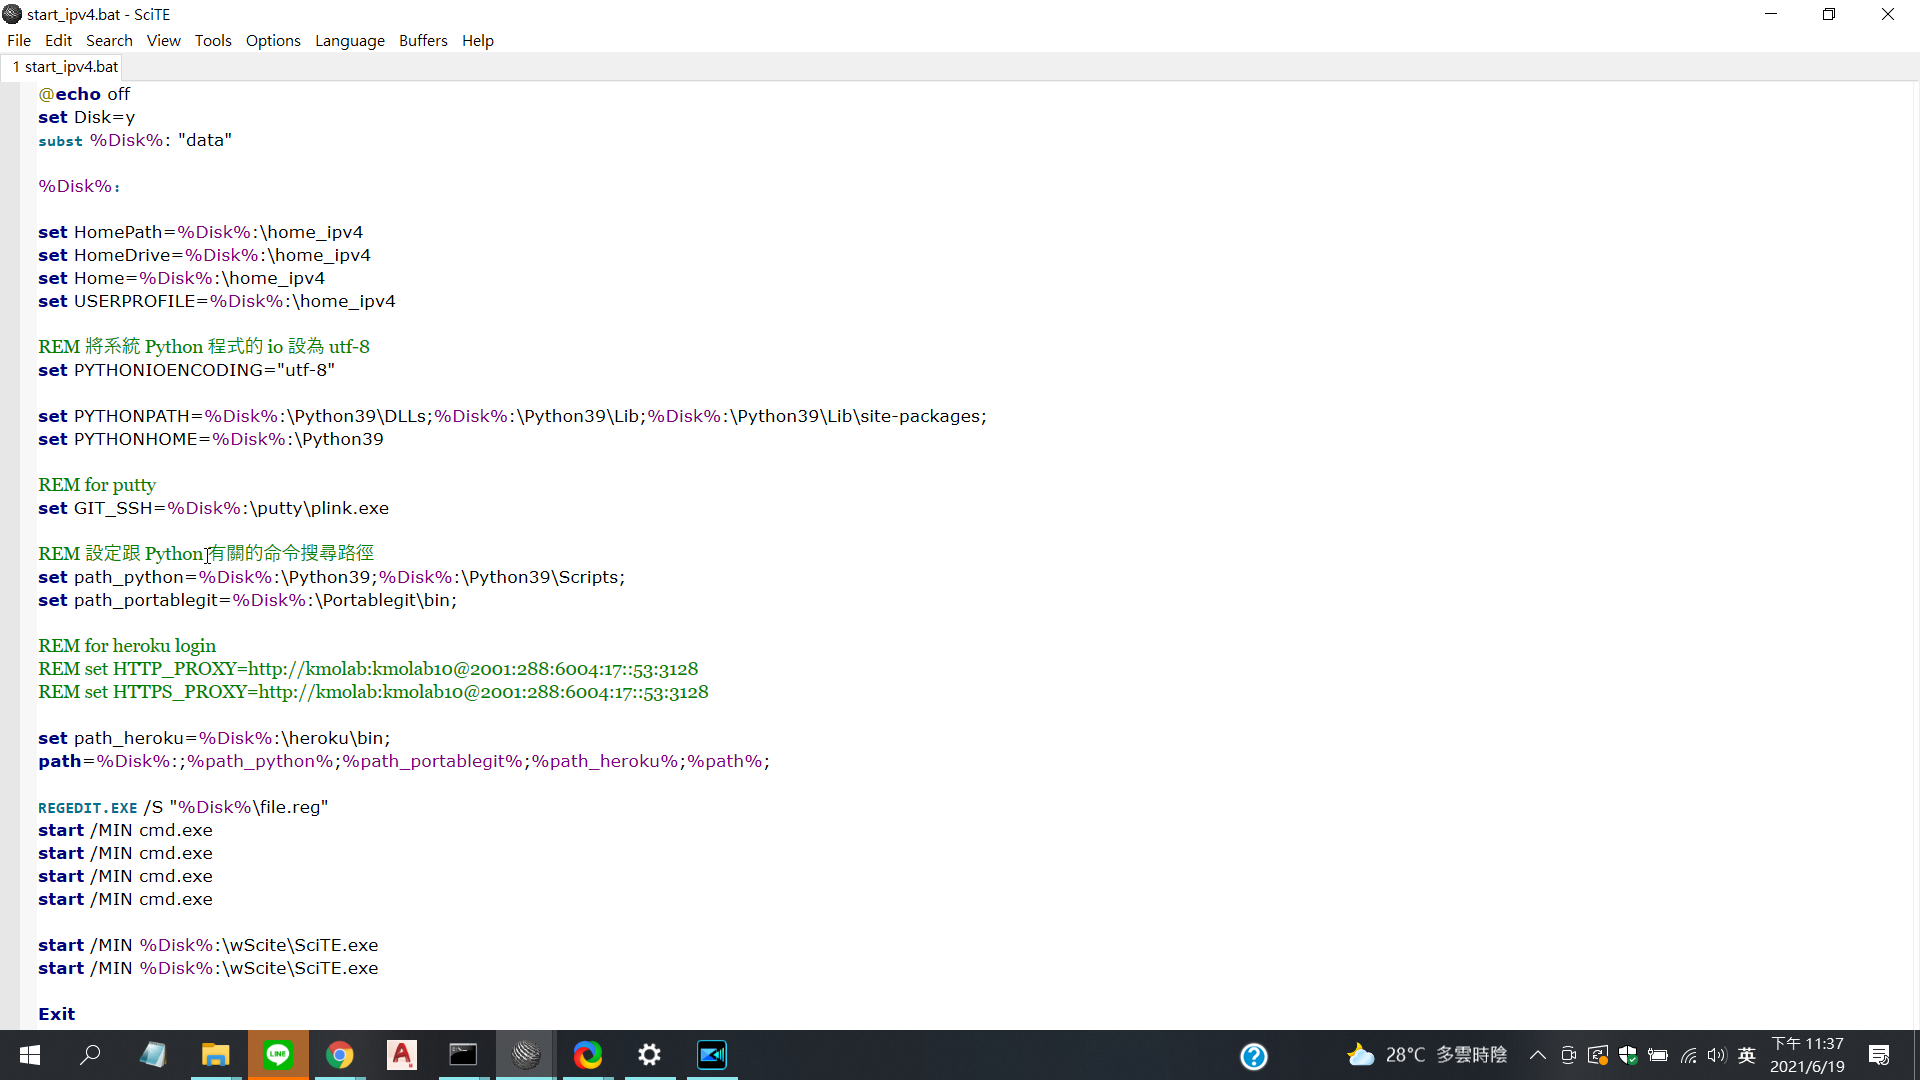 start_ipv4.bat - SciTE
File Edit Search View Tools Options Language Buffers Help
1 start_ipv4.bat
@echo off
set Disk=y
subst %Disk%: "data"
%Disk%:
set HomePath=%Disk%:\home_ipv4
set HomeDrive=%Disk%:\home_ipv4
set Home=%Disk%:\home_ipv4
set USERPROFILE=%Disk%:\home_ipv4
REM 將系統 Python 程式的 io 設為 utf-8
set PYTHONIOENCODING="utf-8"
set PYTHONPATH=%Disk%:\Python39\DLLs;%Disk%:\Python39\Lib;%Disk%:\Python39\Lib\site-packages;
set PYTHONHOME=%Disk%:\Python39
REM for putty
set GIT_SSH=%Disk%:\putty\plink.exe
REM 設定跟 Python 有關的命令搜尋路徑
set path_python=%Disk%:\Python39;%Disk%:\Python39\Scripts;
set path_portablegit=%Disk%:\Portablegit\bin;
REM for heroku login
REM set HTTP_PROXY=http://kmolab:kmolab10@2001:288:6004:17::53:3128
REM set HTTPS_PROXY=http://kmolab:kmolab10@2001:288:6004:17::53:3128
set path_heroku=%Disk%:\heroku\bin;
path=%Disk%:;%path_python%;%path_portablegit%;%path_heroku%;%path%;
REGEDIT.EXE /S "%Disk%\file.reg"
start /MIN cmd.exe
start /MIN cmd.exe
start /MIN cmd.exe
start /MIN cmd.exe
start /MIN %Disk%:\wScite\SciTE.exe
start /MIN %Disk%:\wScite\SciTE.exe
Exit
LINE
28°C 多雲時陰
英
下午 11:37
2021/6/19